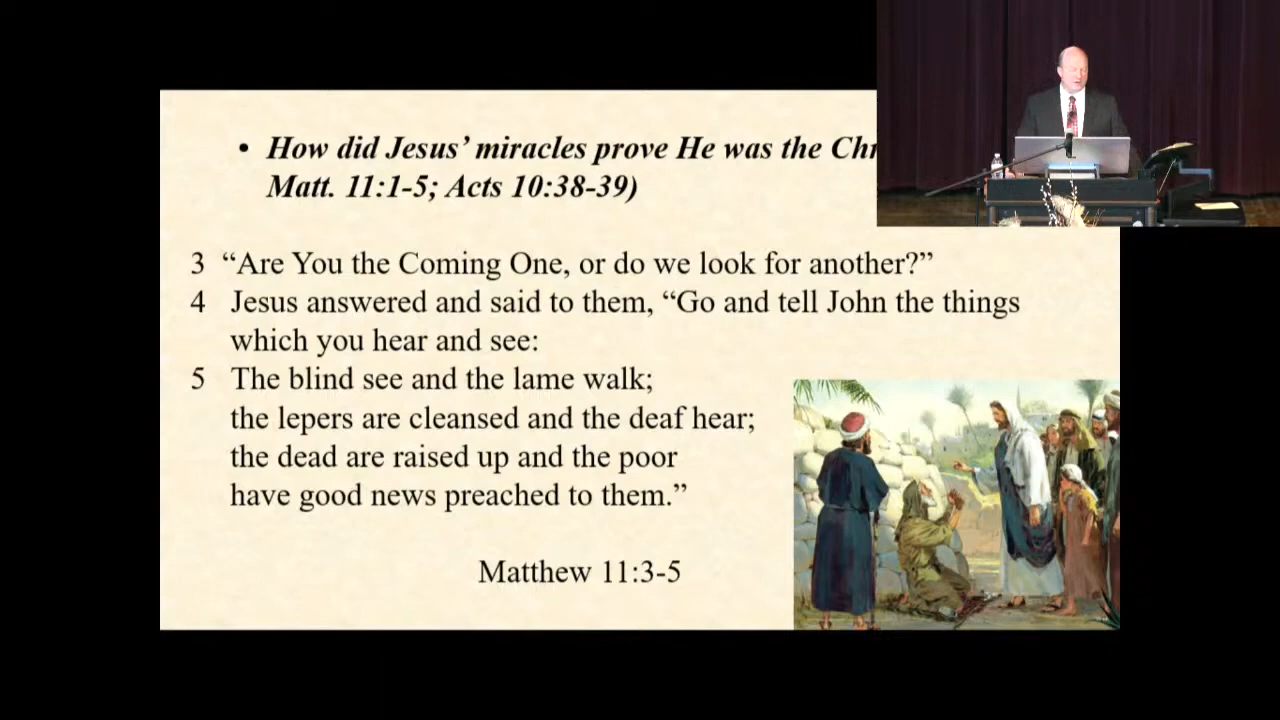 • How did Jesus’ miracles prove He was the
Matt. 11:1-5; Acts 10:38-39)
3 “Are You the Coming One, or do we look for another?”
4 Jesus answered and said to them, “Go and tell John the things
which you hear and see:
5 The blind see and the lame walk;
the lepers are cleansed and the deaf hear;
the dead are raised up and the poor
have good news preached to them.”
Matthew 11:3-5